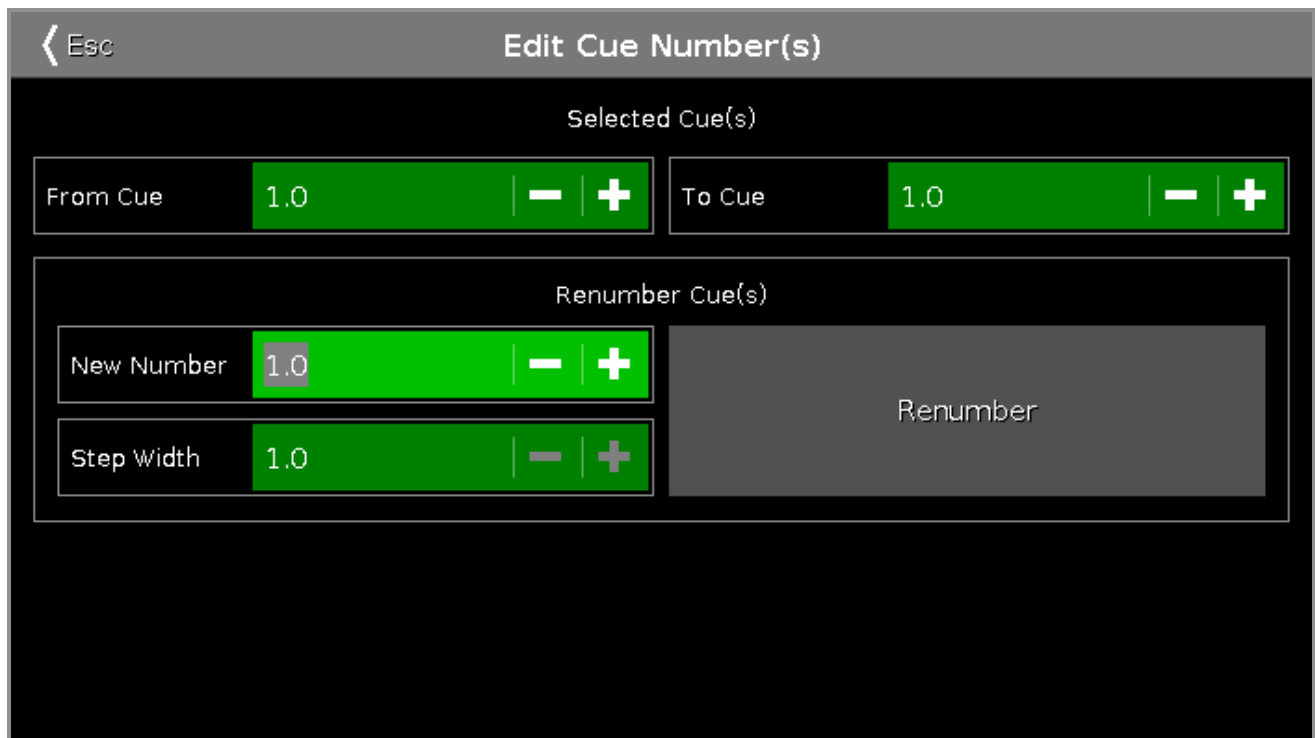 Esc
Edit Cue Number(s)
Selected Cue(s)
From Cue 1.0
To Cue 1.0
Renumber Cue(s)
New Number 1.0
Step Width 1.0
Renumber